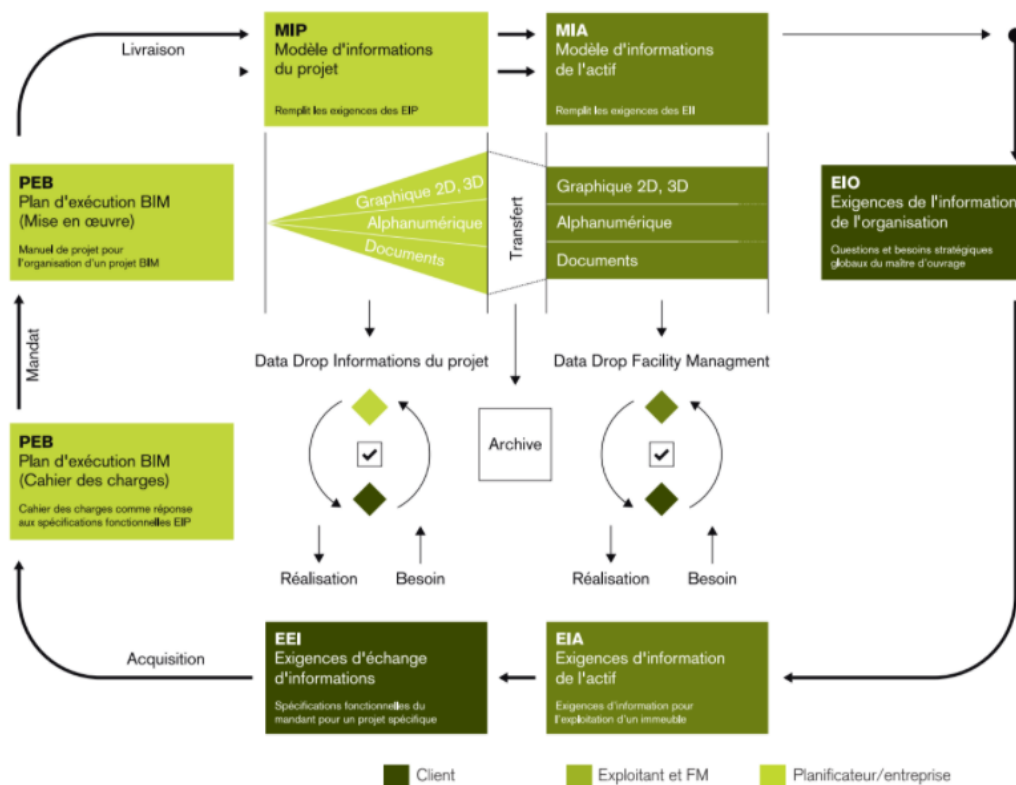 Livraison
MIP
Modèle d'informations
du projet
Remplit les exigences des EIP
MIA
Modèle d'informations
de l'actif
Remplit les exigences des EII
PEB
Plan d'exécution BIM
(Mise en œuvre)
Manuel de projet pour
l'organisation d'un projet BIM
Graphique 2D, 3D
Alphanumérique
Documents
Transfert
Graphique 2D, 3D
Alphanumérique
Documents
EIO
Exigences de l'information
de l'organisation
Questions et besoins stratégiques
globaux du maître d'ouvrage
Mandat
Data Drop Informations du projet
Data Drop Facility Managment
Archive
PEB
Plan d'exécution BIM
(Cahier des charges)
Cahier des charges comme réponse
aux spécifications fonctionnelles EIP
Réalisation
Besoin
Réalisation
Besoin
Acquisition
EEI
Exigences d'échange
d'informations
Spécifications fonctionnelles du
mandant pour un projet spécifique
EIA
Exigences d'information
de l'actif
Exigences d'information pour
l'exploitation d'un immeuble
Client
Exploitant et FM
Planificateur/entreprise